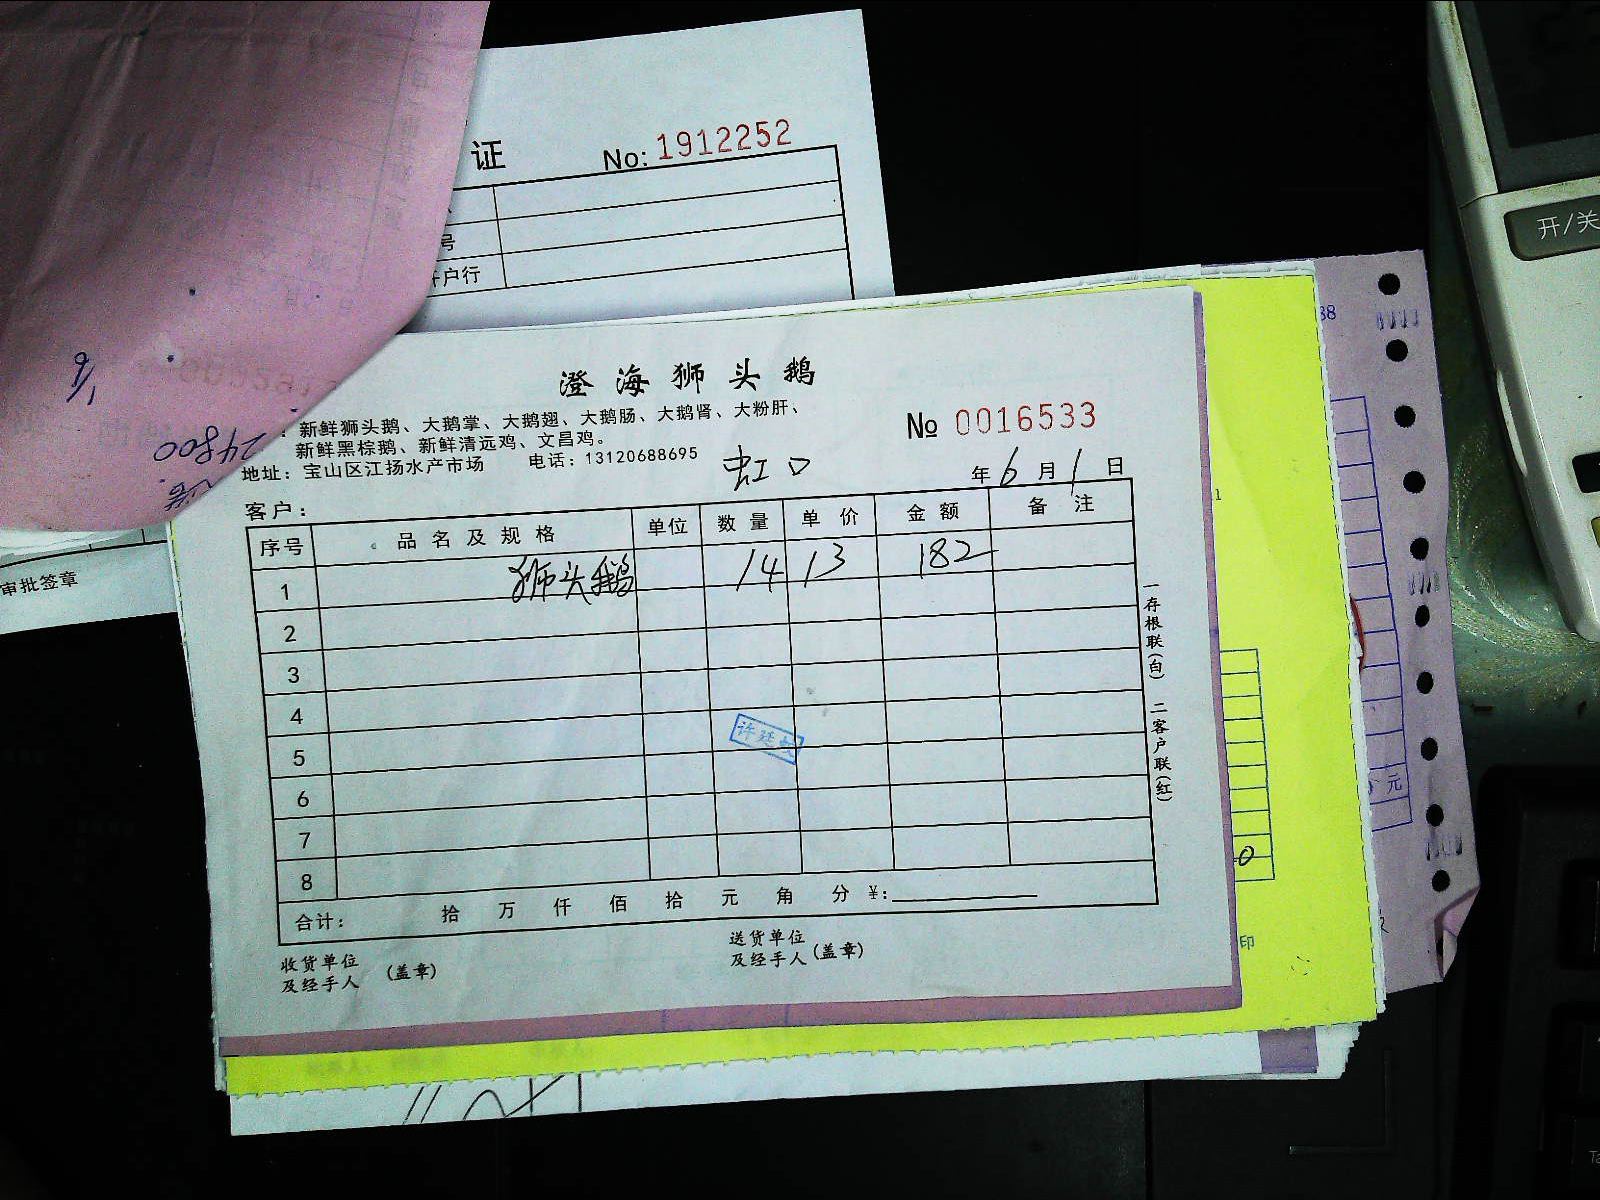 证 No: 1912252
号
户行
澄海狮头鹅
新鲜狮头鹅、大鹅掌、大鹅翅、大鹅肠、大鹅肾、大粉肝、
新鲜黑棕鹅、新鲜清远鸡、文昌鸡。
№ 0016533
地址：宝山区江扬水产市场 电话：13120688695
虹口
年 6 月 1 日
客户：
序号 品名及规格 单位 数量 单价 金额 备注
1 狮头鹅 14 13 182
2
3
4
5
6
7
8
合计： 拾 万 仟 佰 拾 元 角 分 ¥:
收货单位
及经手人 (盖章)
送货单位
及经手人 (盖章)
一存根联(白) 二客户联(红)
审批签章
24800
开/关
88
元
印